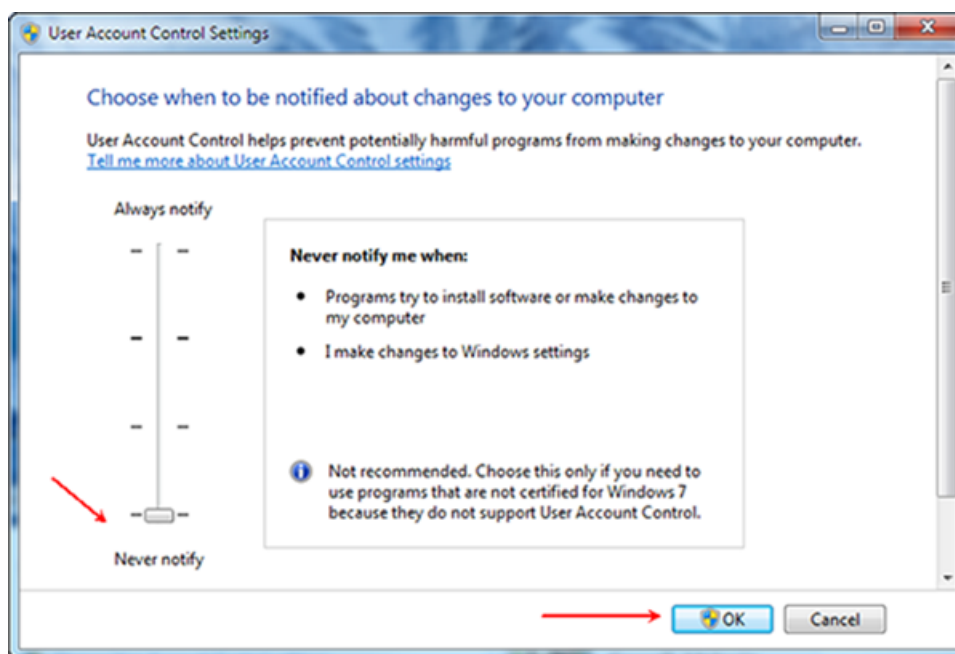 User Account Control Settings
Choose when to be notified about changes to your computer
User Account Control helps prevent potentially harmful programs from making changes to your computer.
Tell me more about User Account Control settings
Always notify
Never notify me when:
Programs try to install software or make changes to
my computer
I make changes to Windows settings
Not recommended. Choose this only if you need to
use programs that are not certified for Windows 7
because they do not support User Account Control.
Never notify
OK
Cancel